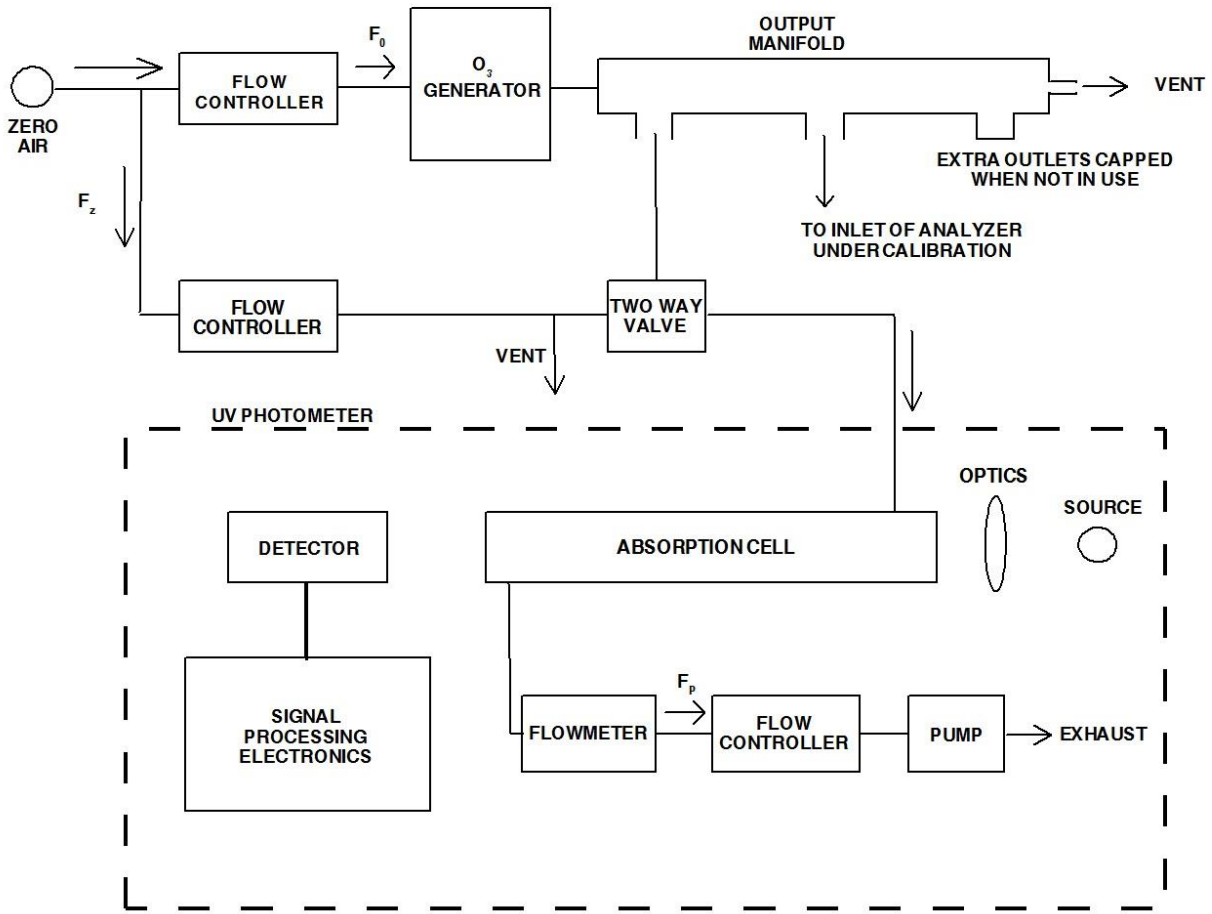 OUTPUT
MANIFOLD
F₀
O₃
GENERATOR
FLOW
CONTROLLER
VENT
ZERO
AIR
EXTRA OUTLETS CAPPED
WHEN NOT IN USE
F_z
TO INLET OF ANALYZER
UNDER CALIBRATION
FLOW
CONTROLLER
TWO WAY
VALVE
VENT
UV PHOTOMETER
OPTICS
SOURCE
DETECTOR
ABSORPTION CELL
F_p
SIGNAL
PROCESSING
ELECTRONICS
FLOWMETER
FLOW
CONTROLLER
PUMP
EXHAUST